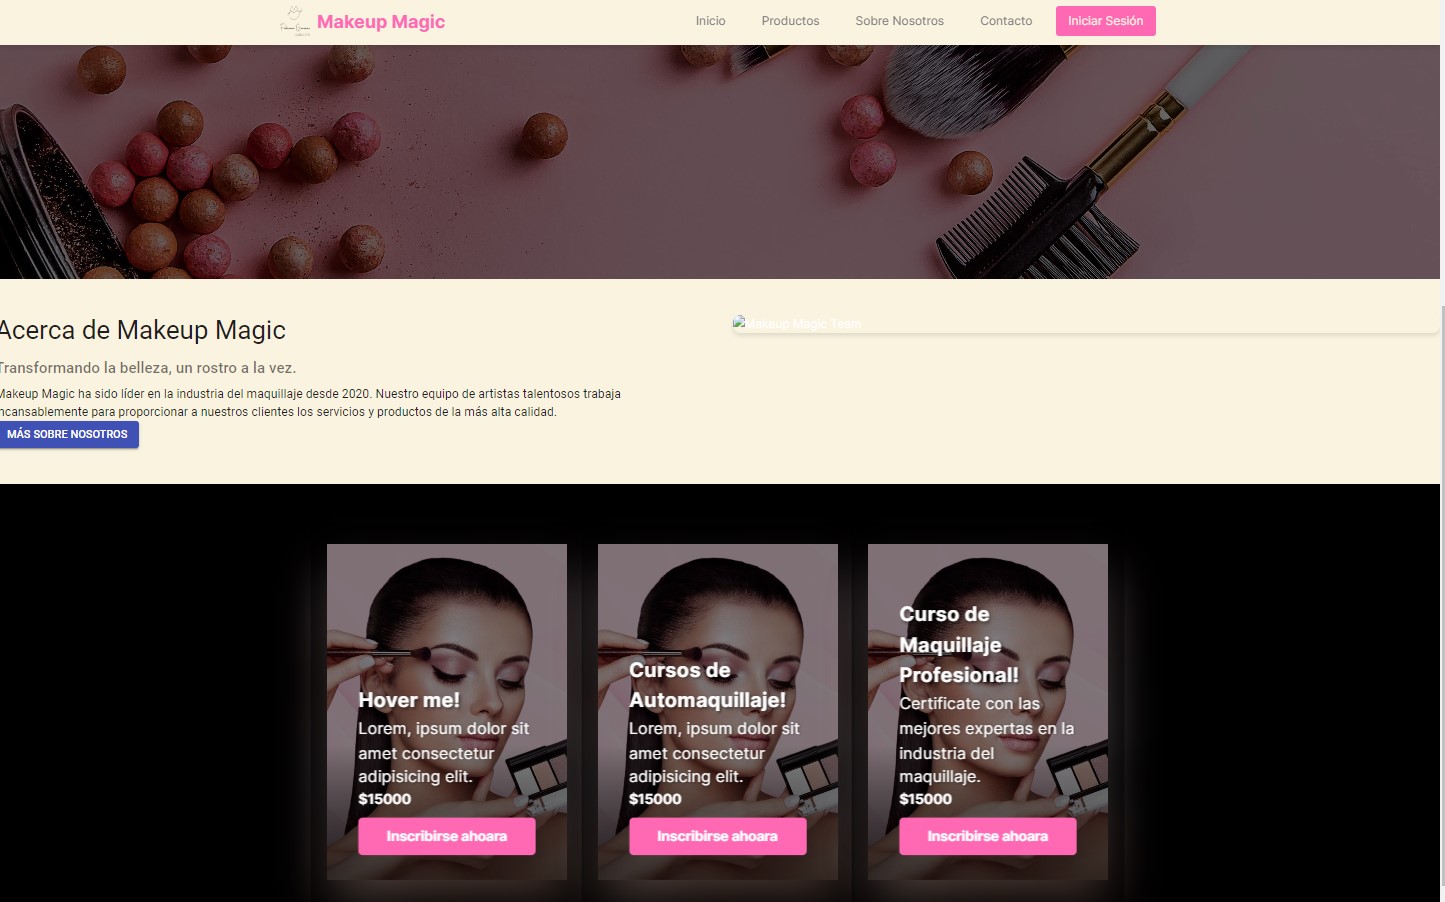 Makeup Magic
Inicio
Productos
Sobre Nosotros
Contacto
Iniciar Sesión
Acerca de Makeup Magic
Transformando la belleza, un rostro a la vez.
Makeup Magic ha sido líder en la industria del maquillaje desde 2020. Nuestro equipo de artistas talentosos trabaja
incansablemente para proporcionar a nuestros clientes los servicios y productos de la más alta calidad.
MÁS SOBRE NOSOTROS
Makeup Magic Team
Hover me!
Lorem, ipsum dolor sit
amet consectetur
adipisicing elit.
$15000
Inscribirse ahoara
Cursos de
Automaquillaje!
Lorem, ipsum dolor sit
amet consectetur
adipisicing elit.
$15000
Inscribirse ahoara
Curso de
Maquillaje
Profesional!
Certificate con las
mejores expertas en la
industria del
maquillaje.
$15000
Inscribirse ahoara